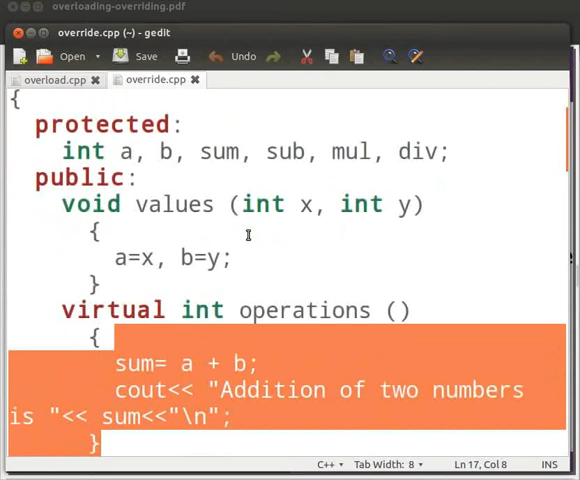 overloading-overriding.pdf
override.cpp (~) - gedit
Open Save Undo
overload.cpp override.cpp
{
protected:
int a, b, sum, sub, mul, div;
public:
void values (int x, int y)
{
a=x, b=y;
}
virtual int operations ()
{
sum= a + b;
cout<< "Addition of two numbers
is "<< sum<<"\n";
}
C++ Tab Width: 8 Ln 17, Col 8 INS